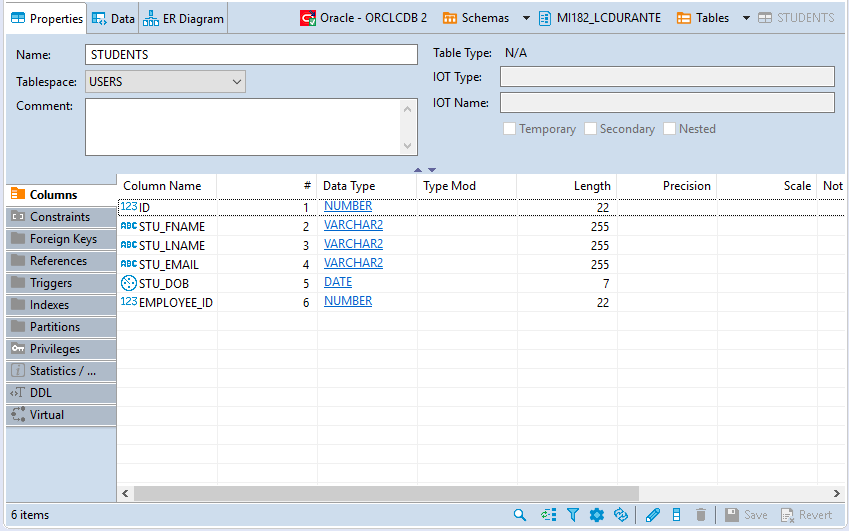 Properties Data ER Diagram Oracle - ORCLCDB 2 Schemas MI182_LCDURANTE Tables STUDENTS
Name: STUDENTS
Tablespace: USERS
Comment:
Table Type: N/A
IOT Type:
IOT Name:
Temporary Secondary Nested
Columns
Constraints
Foreign Keys
References
Triggers
Indexes
Partitions
Privileges
Statistics / ...
DDL
Virtual
Column Name # Data Type Type Mod Length Precision Scale Not
123 ID 1 NUMBER 22
ABC STU_FNAME 2 VARCHAR2 255
ABC STU_LNAME 3 VARCHAR2 255
ABC STU_EMAIL 4 VARCHAR2 255
STU_DOB 5 DATE 7
123 EMPLOYEE_ID 6 NUMBER 22
6 items Save Revert